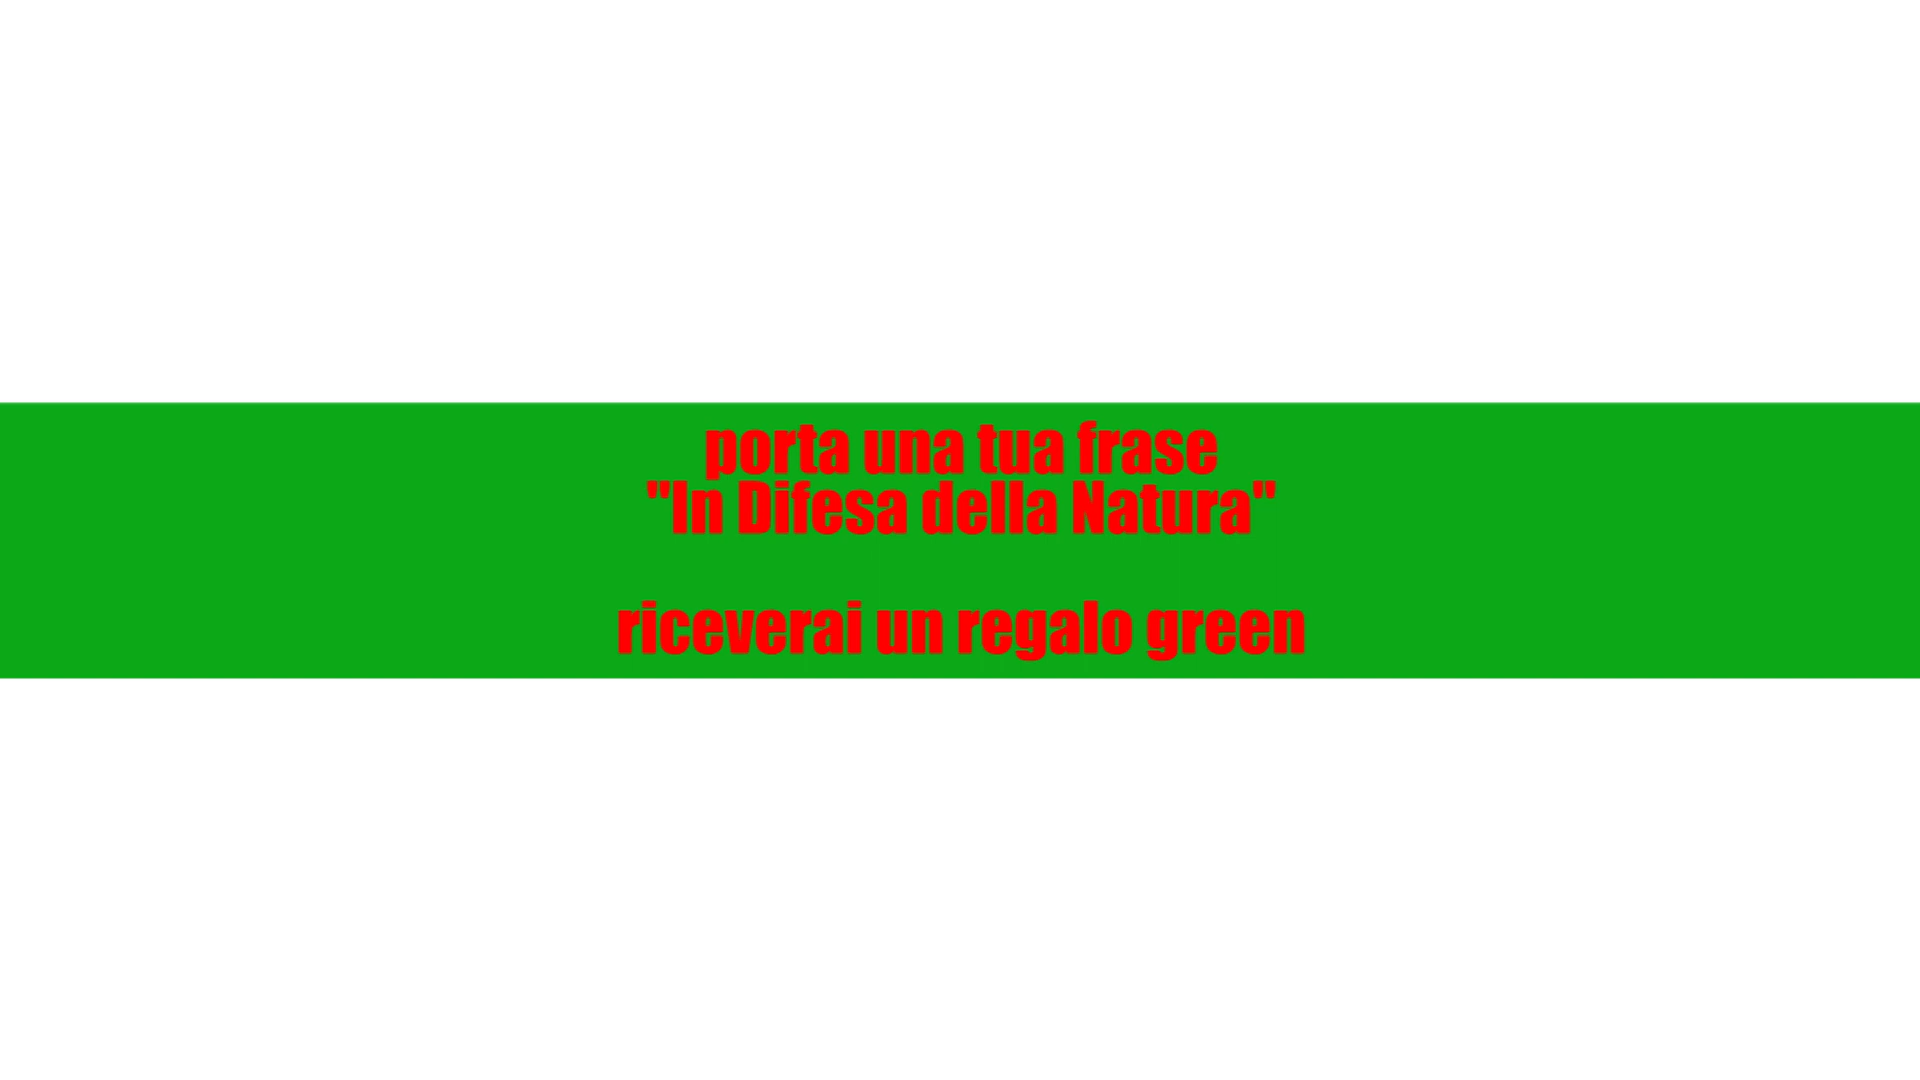 porta una tua frase
"In Difesa della Natura"
riceverai un regalo green